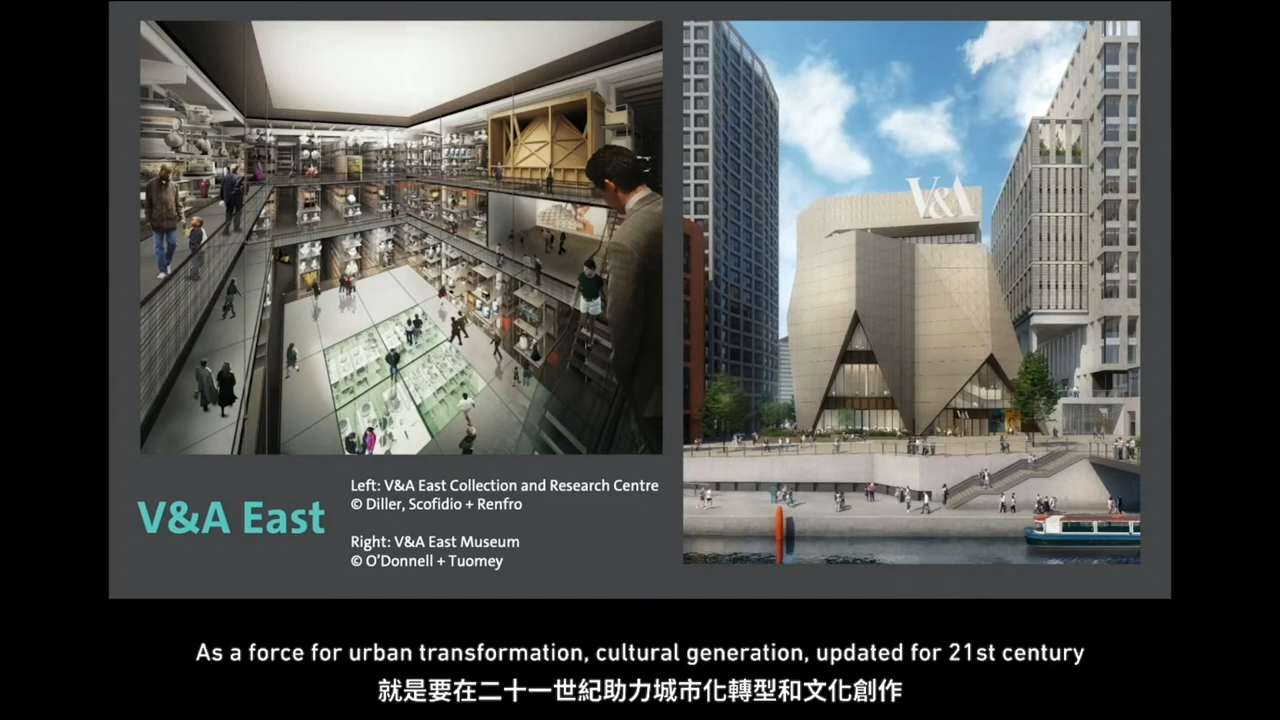 V&A
V&A
V&A East
Left: V&A East Collection and Research Centre
© Diller, Scofidio + Renfro
Right: V&A East Museum
© O'Donnell + Tuomey
As a force for urban transformation, cultural generation, updated for 21st century
就是要在二十一世紀助力城市化轉型和文化創作